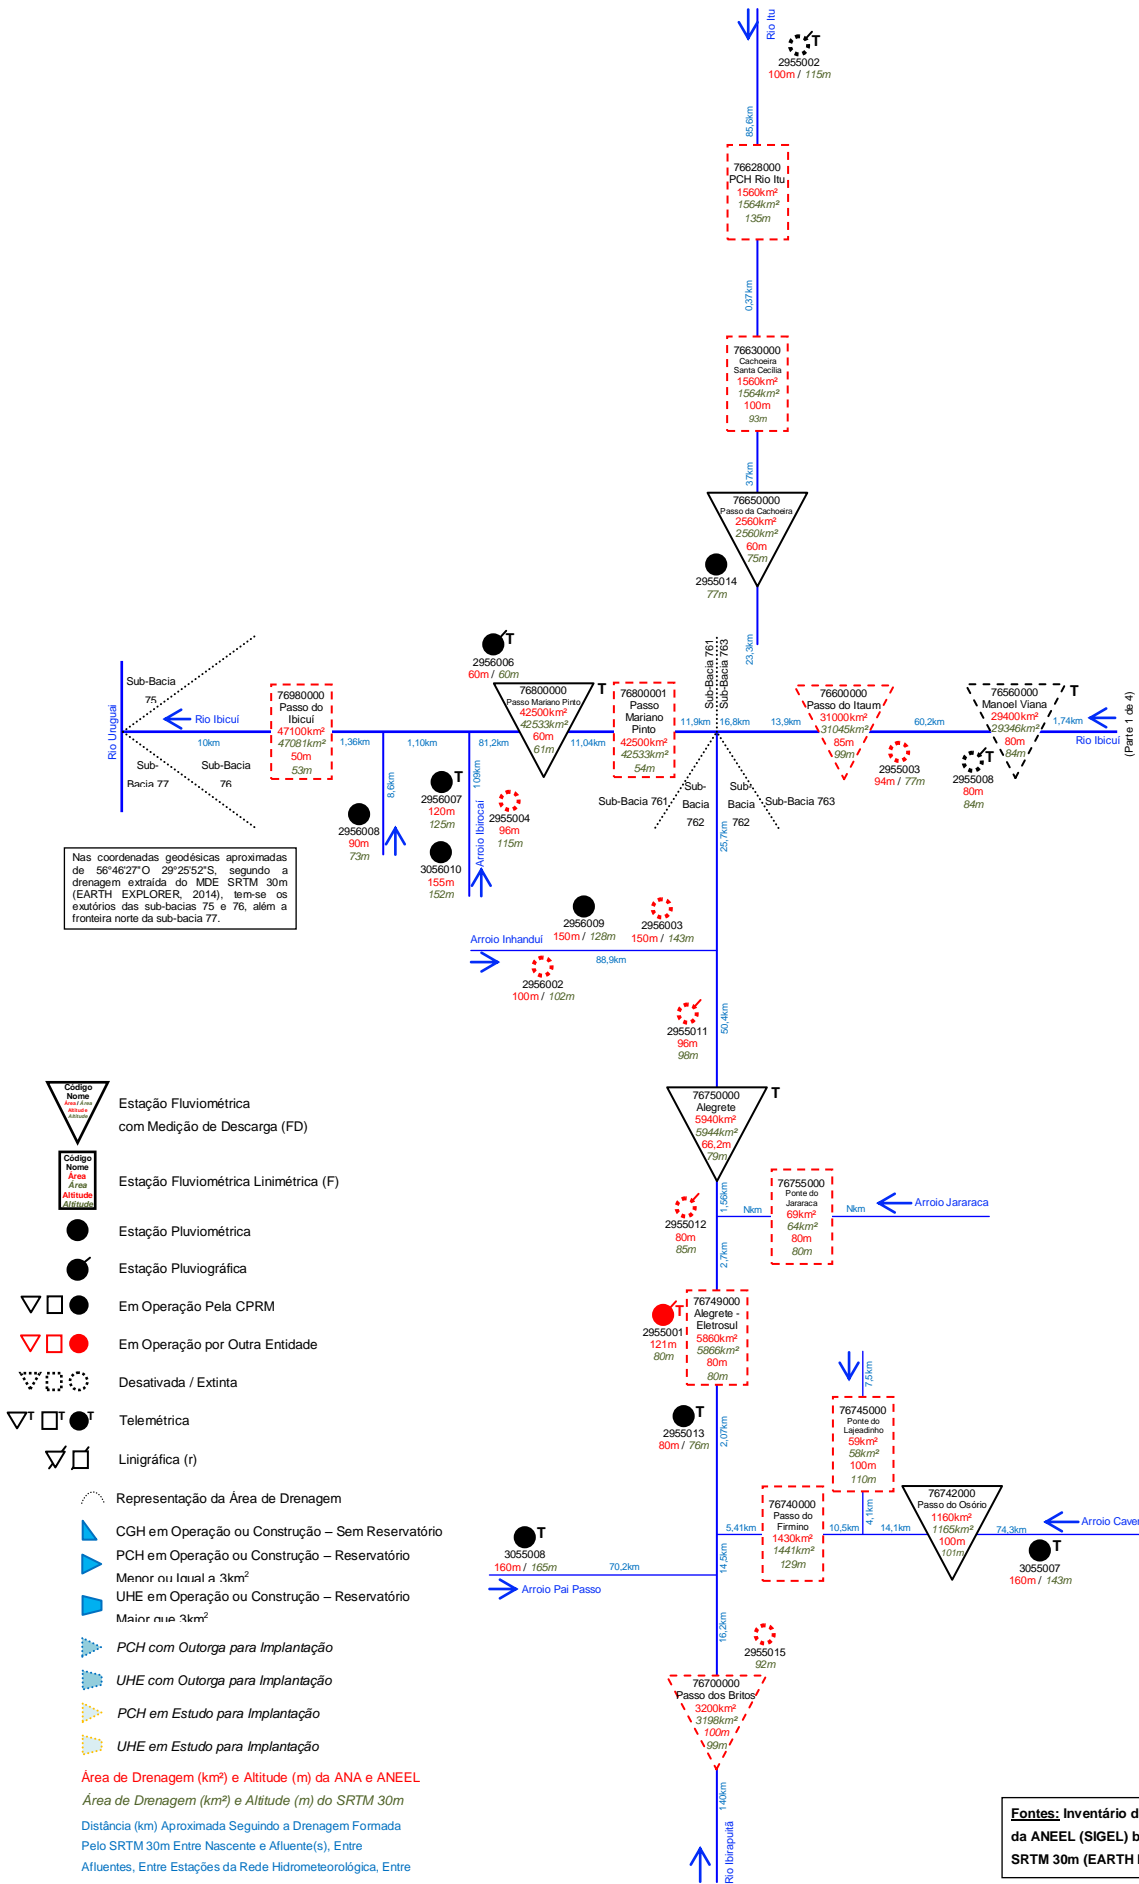 Rio Itu
T
2955002
100m / 115m
85,6km
76628000
PCH Rio Itu
1560km²
1564km²
135m
0,37km
76630000
Cachoeira
Santa Cecília
1560km²
1564km²
100m
93m
37km
76650000
Passo da Cachoeira
2560km²
2560km²
60m
75m
2955014
77m
23,3km
Sub-Bacia 761
Sub-Bacia 763
T
2956006
60m / 60m
Sub-Bacia
75
Rio Uruguai
Rio Ibicuí
10km
Sub-
Bacia 77
Sub-Bacia
76
76980000
Passo do
Ibicuí
47100km²
47081km²
50m
53m
1,36km
1,10km
81,2km
76800000
T
Passo Mariano Pinto
42500km²
42533km²
60m
61m
11,04km
76800001
Passo
Mariano
Pinto
42500km²
42533km²
54m
11,9km
16,8km
13,9km
76600000
Passo do Itaum
31000km²
31045km²
85m
99m
60,2km
76560000
T
Manoel Viana
29400km²
29346km²
80m
84m
1,74km
Rio Ibicuí
(Parte 1 de 4)
2955003
94m / 77m
T
2955008
80m
84m
8,6km
2956008
90m
73m
T
2956007
120m
125m
3056010
155m
152m
109km
Arroio Ibirocaí
2955004
96m
115m
Sub-Bacia 761
Sub-
Bacia
762
Sub-
Bacia
762
Sub-Bacia 763
25,7km
Nas coordenadas geodésicas aproximadas
de 56°46'27"O 29°25'52"S, segundo a
drenagem extraída do MDE SRTM 30m
(EARTH EXPLORER, 2014), tem-se os
exutórios das sub-bacias 75 e 76, além a
fronteira norte da sub-bacia 77.
2956009
150m / 128m
2956003
150m / 143m
Arroio Inhanduí
88,9km
2956002
100m / 102m
2955011
96m
98m
50,4km
76750000
T
Alegrete
5940km²
5944km²
66,2m
79m
1,56km
2955012
80m
85m
2,7km
Nkm
76755000
Ponte do
Jararaca
69km²
64km²
80m
80m
Nkm
Arroio Jararaca
T
2955001
121m
80m
76749000
Alegrete -
Eletrosul
5860km²
5866km²
80m
80m
T
2955013
80m / 76m
2,07km
7,5km
76745000
Ponte do
Lajeadinho
59km²
58km²
100m
110m
4,1km
5,41km
76740000
Passo do
Firmino
1430km²
1441km²
129m
10,5km
14,1km
76742000
Passo do Osório
1160km²
1165km²
100m
101m
74,3km
Arroio Caver
T
3055007
160m / 143m
T
3055008
160m / 165m
70,2km
Arroio Pai Passo
14,5km
16,2km
2955015
92m
76700000
Passo dos Britos
3200km²
3198km²
100m
99m
140km
Rio Ibirapuitã
Código
Nome
Área / Área
Altitude
Altitude
Estação Fluviométrica
com Medição de Descarga (FD)
Código
Nome
Área
Área
Altitude
Altitude
Estação Fluviométrica Linimétrica (F)
Estação Pluviométrica
Estação Pluviográfica
Em Operação Pela CPRM
Em Operação por Outra Entidade
Desativada / Extinta
T T T
Telemétrica
Linigráfica (r)
Representação da Área de Drenagem
CGH em Operação ou Construção – Sem Reservatório
PCH em Operação ou Construção – Reservatório
Menor ou Igual a 3km²
UHE em Operação ou Construção – Reservatório
Maior que 3km²
PCH com Outorga para Implantação
UHE com Outorga para Implantação
PCH em Estudo para Implantação
UHE em Estudo para Implantação
Área de Drenagem (km²) e Altitude (m) da ANA e ANEEL
Área de Drenagem (km²) e Altitude (m) do SRTM 30m
Distância (km) Aproximada Seguindo a Drenagem Formada
Pelo SRTM 30m Entre Nascente e Afluente(s), Entre
Afluentes, Entre Estações da Rede Hidrometeorológica, Entre
Fontes: Inventário d
da ANEEL (SIGEL) b
SRTM 30m (EARTH